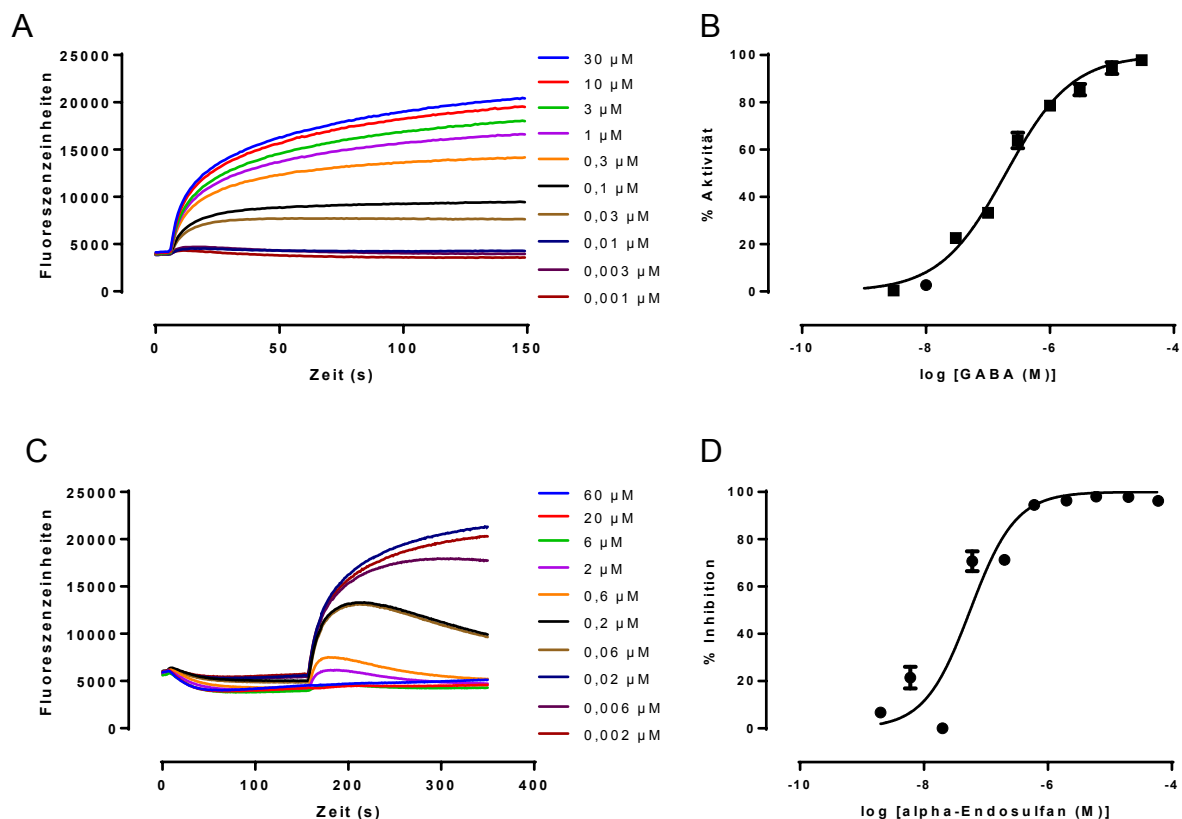 A
Fluoreszenzeinheiten
25000
20000
15000
10000
5000
0
0
50
100
150
Zeit (s)
30 µM
10 µM
3 µM
1 µM
0,3 µM
0,1 µM
0,03 µM
0,01 µM
0,003 µM
0,001 µM
B
% Aktivität
100
80
60
40
20
0
-10
-8
-6
-4
log [GABA (M)]
C
Fluoreszenzeinheiten
25000
20000
15000
10000
5000
0
0
100
200
300
400
Zeit (s)
60 µM
20 µM
6 µM
2 µM
0,6 µM
0,2 µM
0,06 µM
0,02 µM
0,006 µM
0,002 µM
D
% Inhibition
100
80
60
40
20
0
-10
-8
-6
-4
log [alpha-Endosulfan (M)]